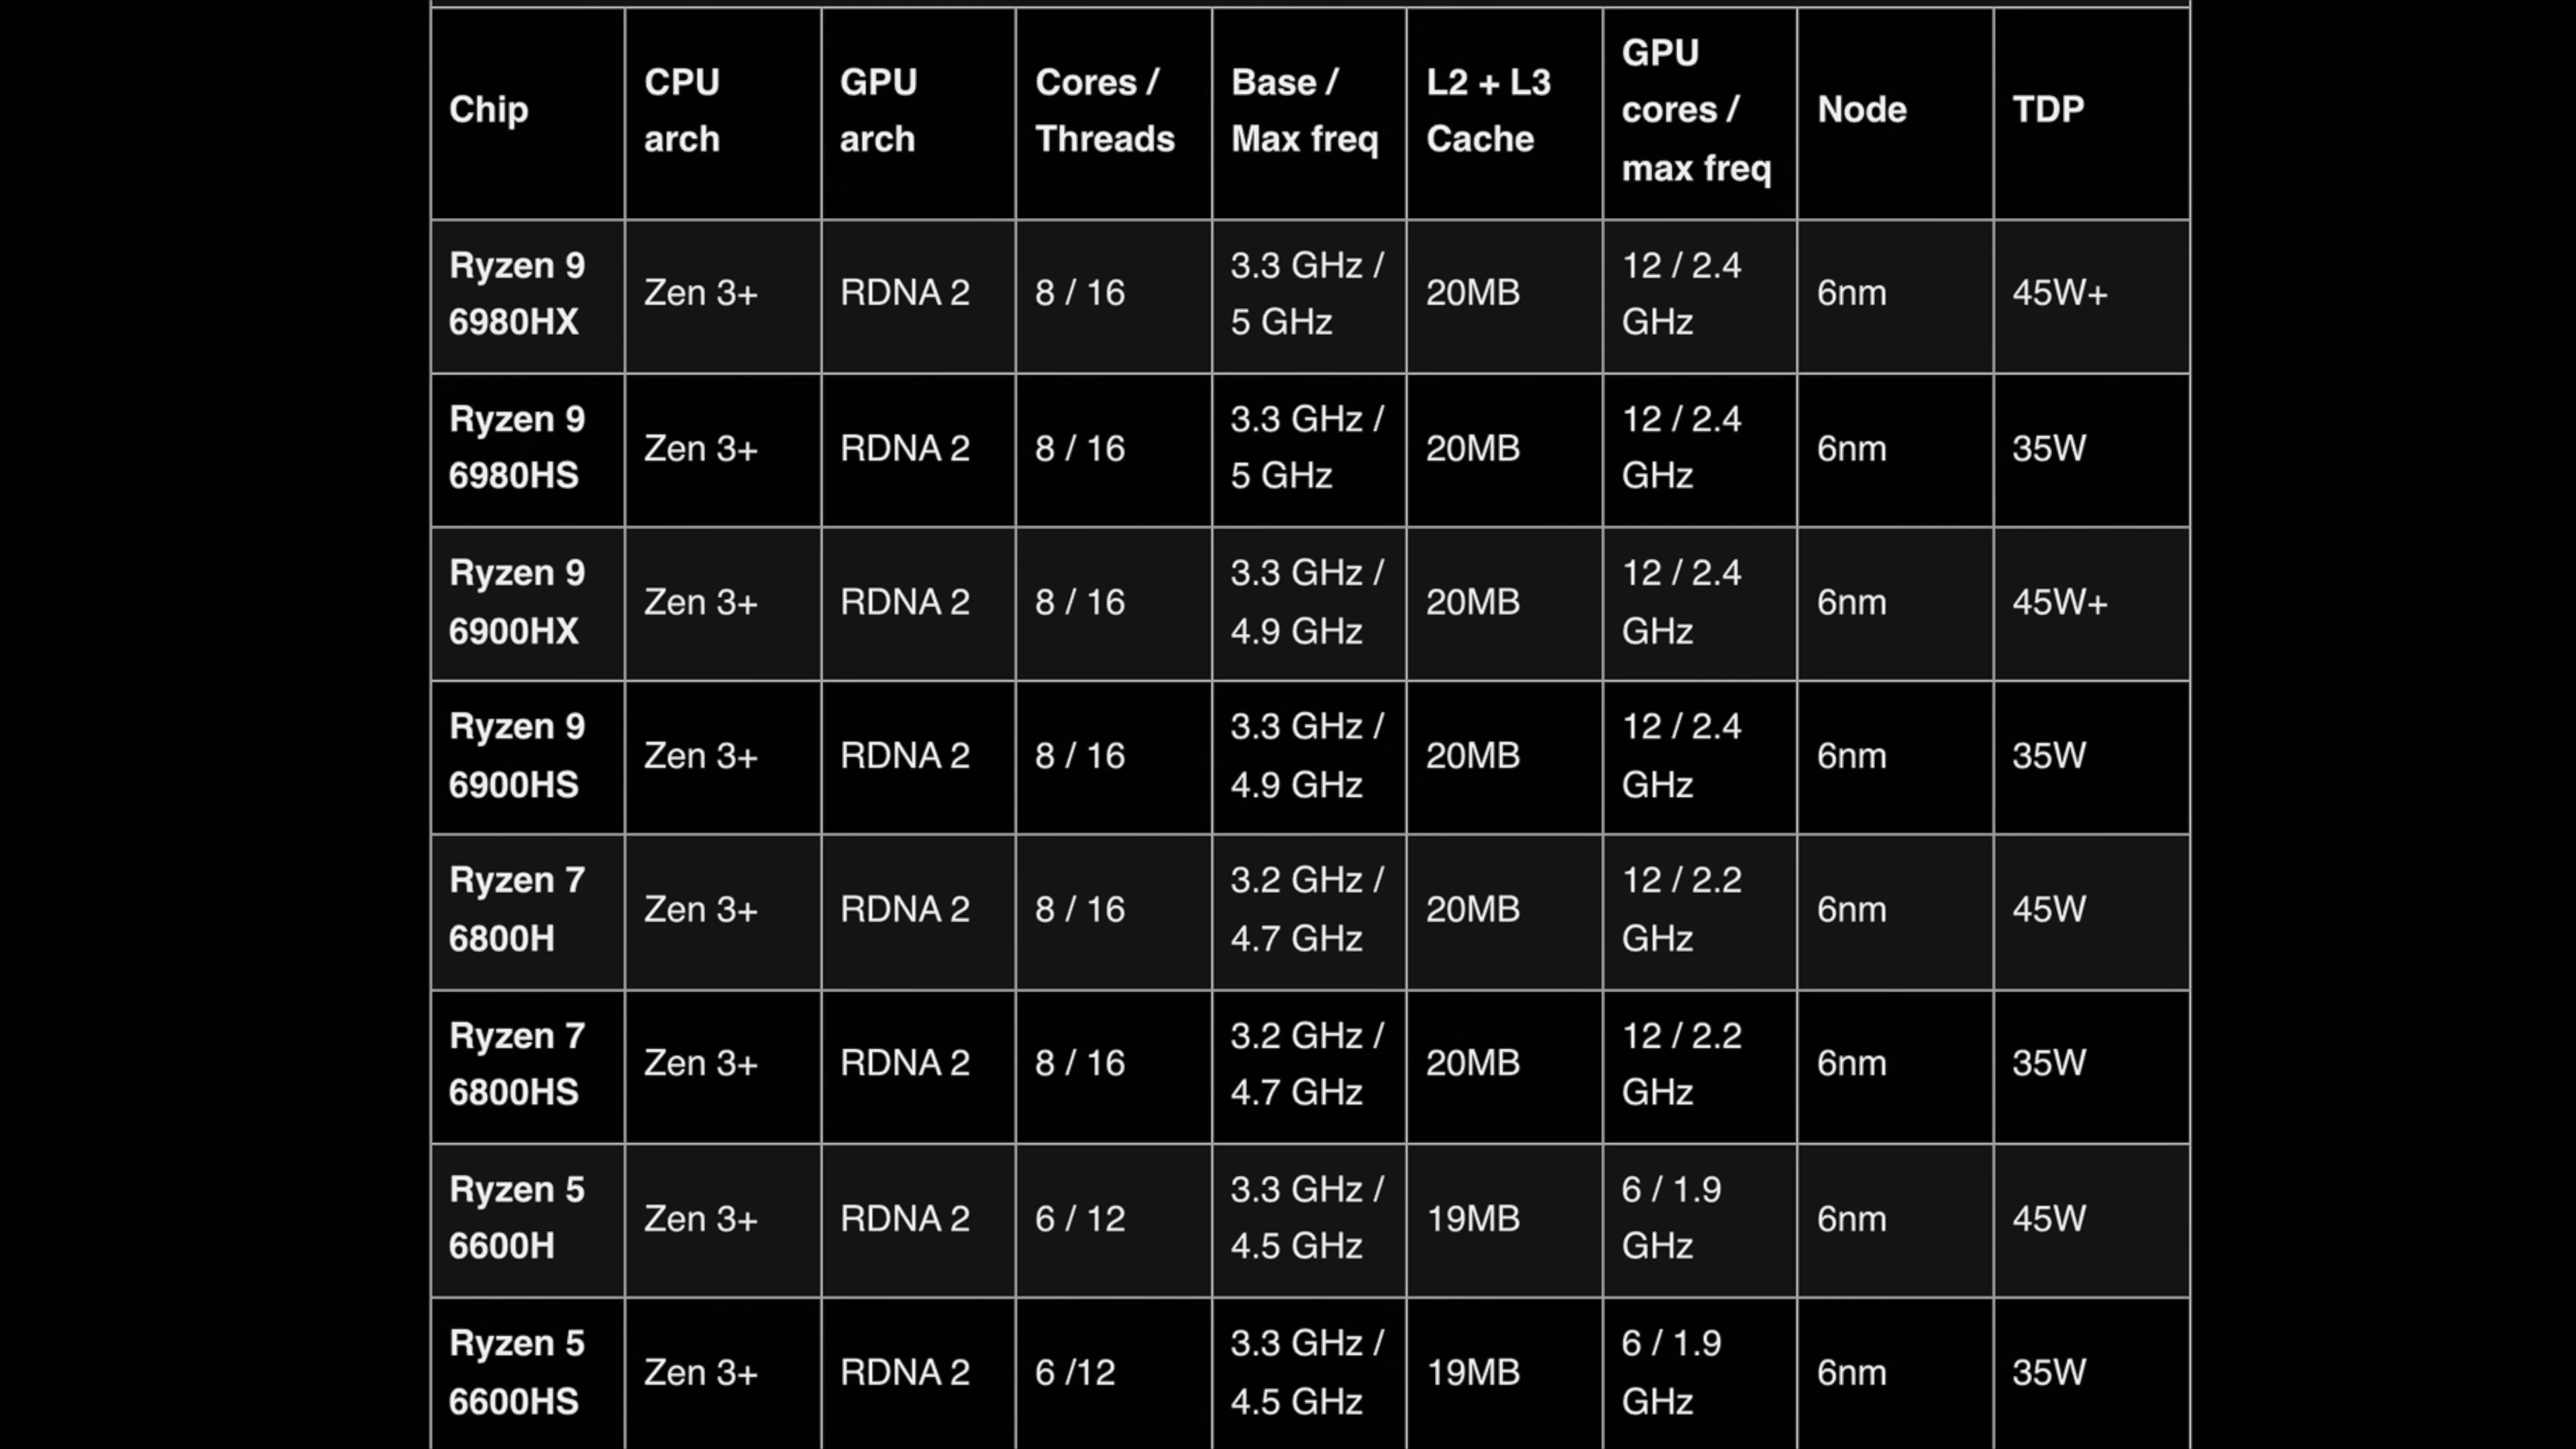 Chip
CPU
arch
GPU
arch
Cores /
Threads
Base /
Max freq
L2 + L3
Cache
GPU
cores /
max freq
Node
TDP
Ryzen 9
6980HX
Zen 3+
RDNA 2
8 / 16
3.3 GHz /
5 GHz
20MB
12 / 2.4
GHz
6nm
45W+
Ryzen 9
6980HS
Zen 3+
RDNA 2
8 / 16
3.3 GHz /
5 GHz
20MB
12 / 2.4
GHz
6nm
35W
Ryzen 9
6900HX
Zen 3+
RDNA 2
8 / 16
3.3 GHz /
4.9 GHz
20MB
12 / 2.4
GHz
6nm
45W+
Ryzen 9
6900HS
Zen 3+
RDNA 2
8 / 16
3.3 GHz /
4.9 GHz
20MB
12 / 2.4
GHz
6nm
35W
Ryzen 7
6800H
Zen 3+
RDNA 2
8 / 16
3.2 GHz /
4.7 GHz
20MB
12 / 2.2
GHz
6nm
45W
Ryzen 7
6800HS
Zen 3+
RDNA 2
8 / 16
3.2 GHz /
4.7 GHz
20MB
12 / 2.2
GHz
6nm
35W
Ryzen 5
6600H
Zen 3+
RDNA 2
6 / 12
3.3 GHz /
4.5 GHz
19MB
6 / 1.9
GHz
6nm
45W
Ryzen 5
6600HS
Zen 3+
RDNA 2
6 /12
3.3 GHz /
4.5 GHz
19MB
6 / 1.9
GHz
6nm
35W